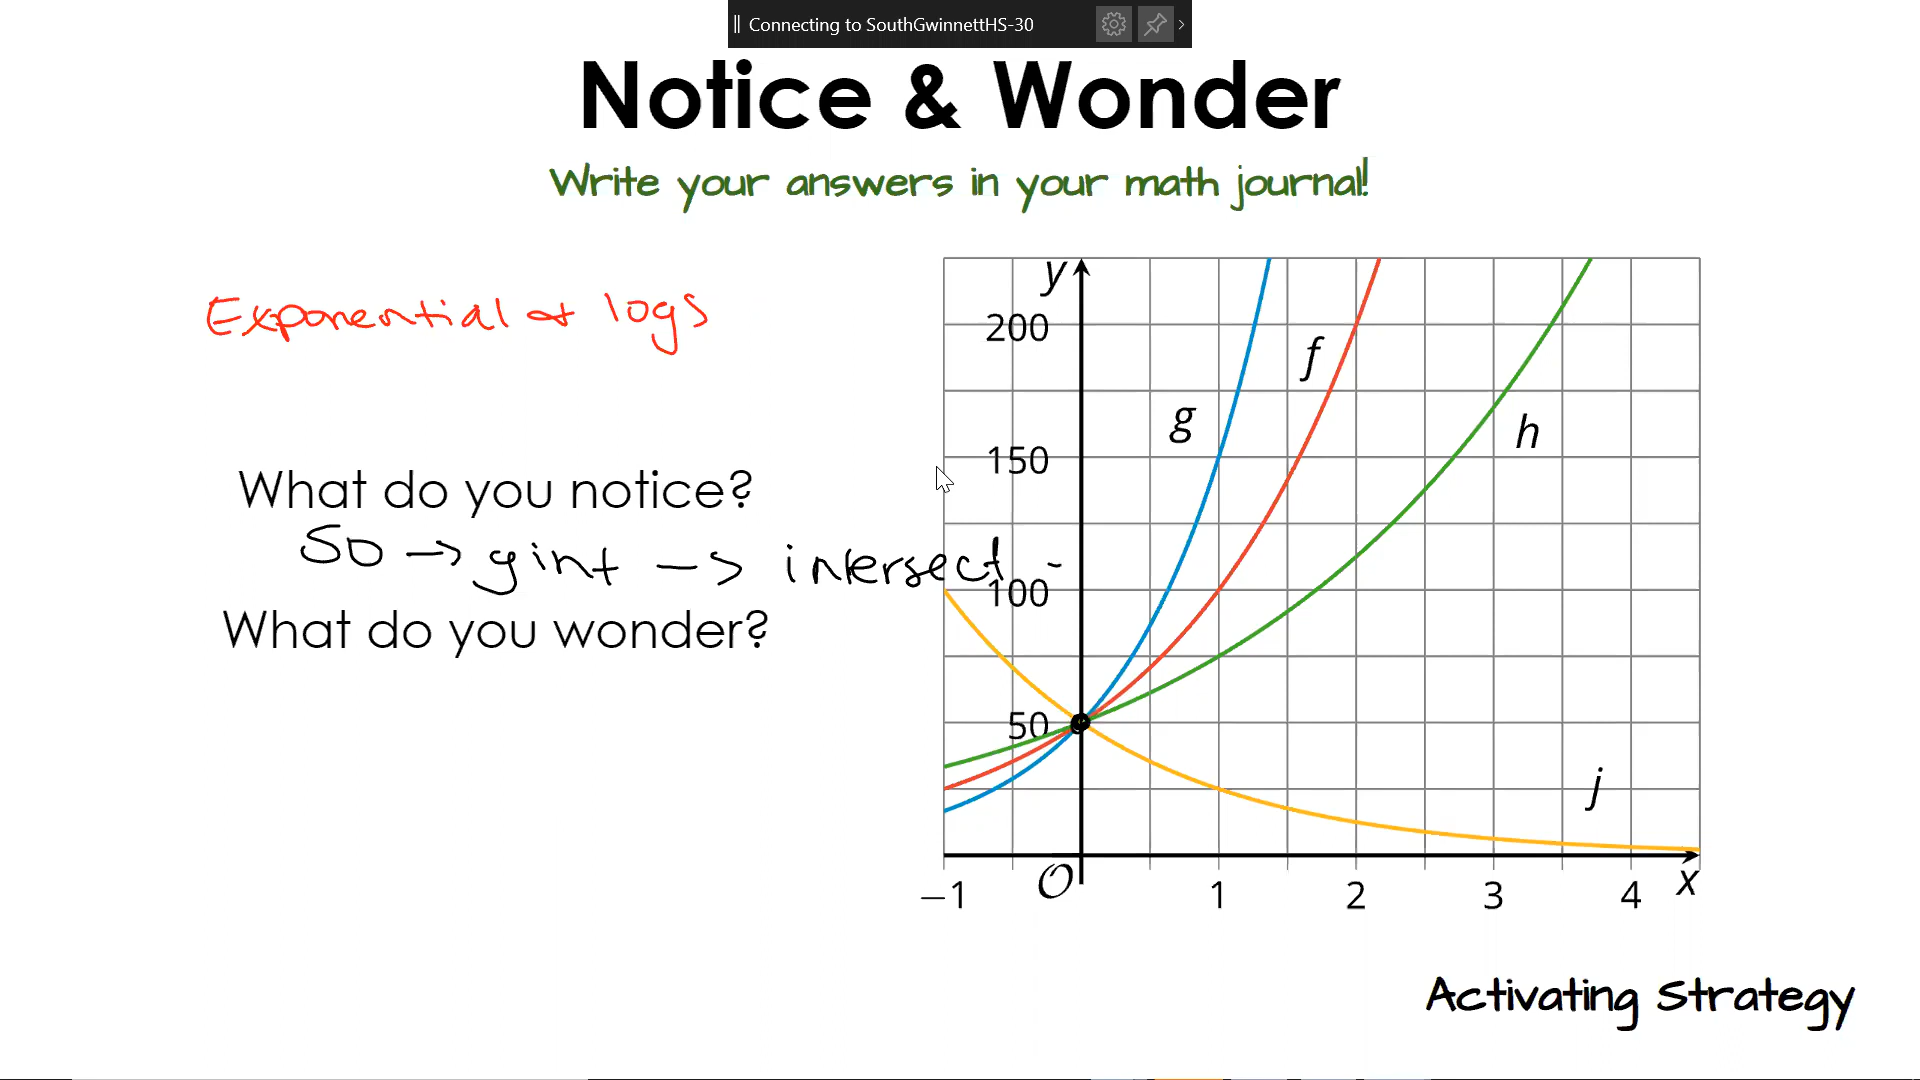 Connecting to SouthGwinnettHS-30
Notice & Wonder
Write your answers in your math journal!
Exponential & logs
What do you notice?
50 → yint → intersect -
What do you wonder?
y
200
150
100
50
g
f
h
j
−1
O
1
2
3
4
x
Activating Strategy